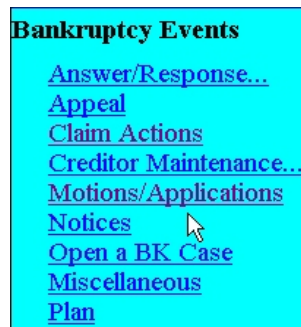 Bankruptcy Events
Answer/Response...
Appeal
Claim Actions
Creditor Maintenance...
Motions/Applications
Notices
Open a BK Case
Miscellaneous
Plan